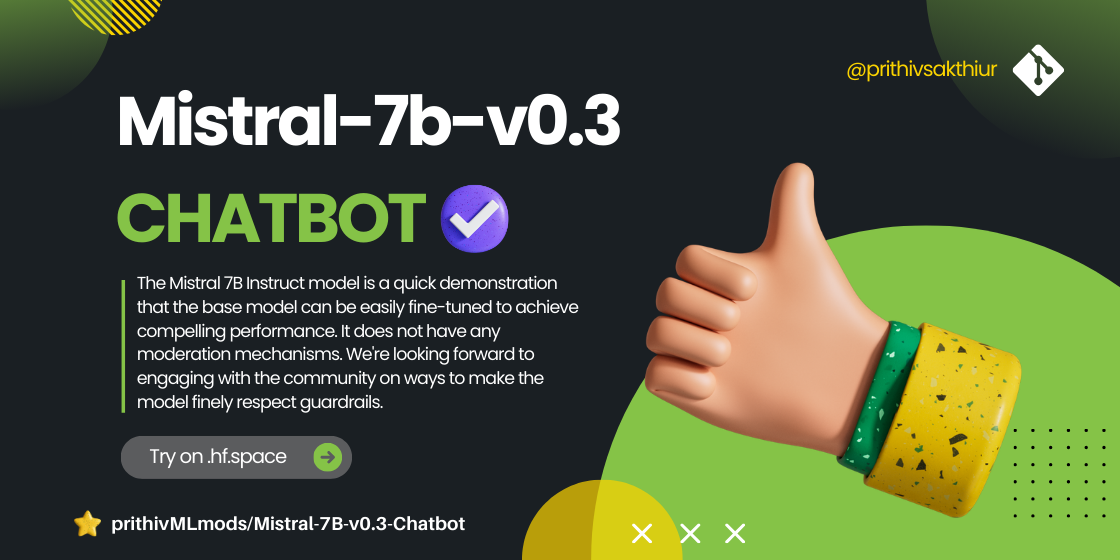 @prithivsakthiur
Mistral-7b-v0.3
CHATBOT
The Mistral 7B Instruct model is a quick demonstration
that the base model can be easily fine-tuned to achieve
compelling performance. It does not have any
moderation mechanisms. We're looking forward to
engaging with the community on ways to make the
model finely respect guardrails.
Try on .hf.space
prithivMLmods/Mistral-7B-v0.3-Chatbot